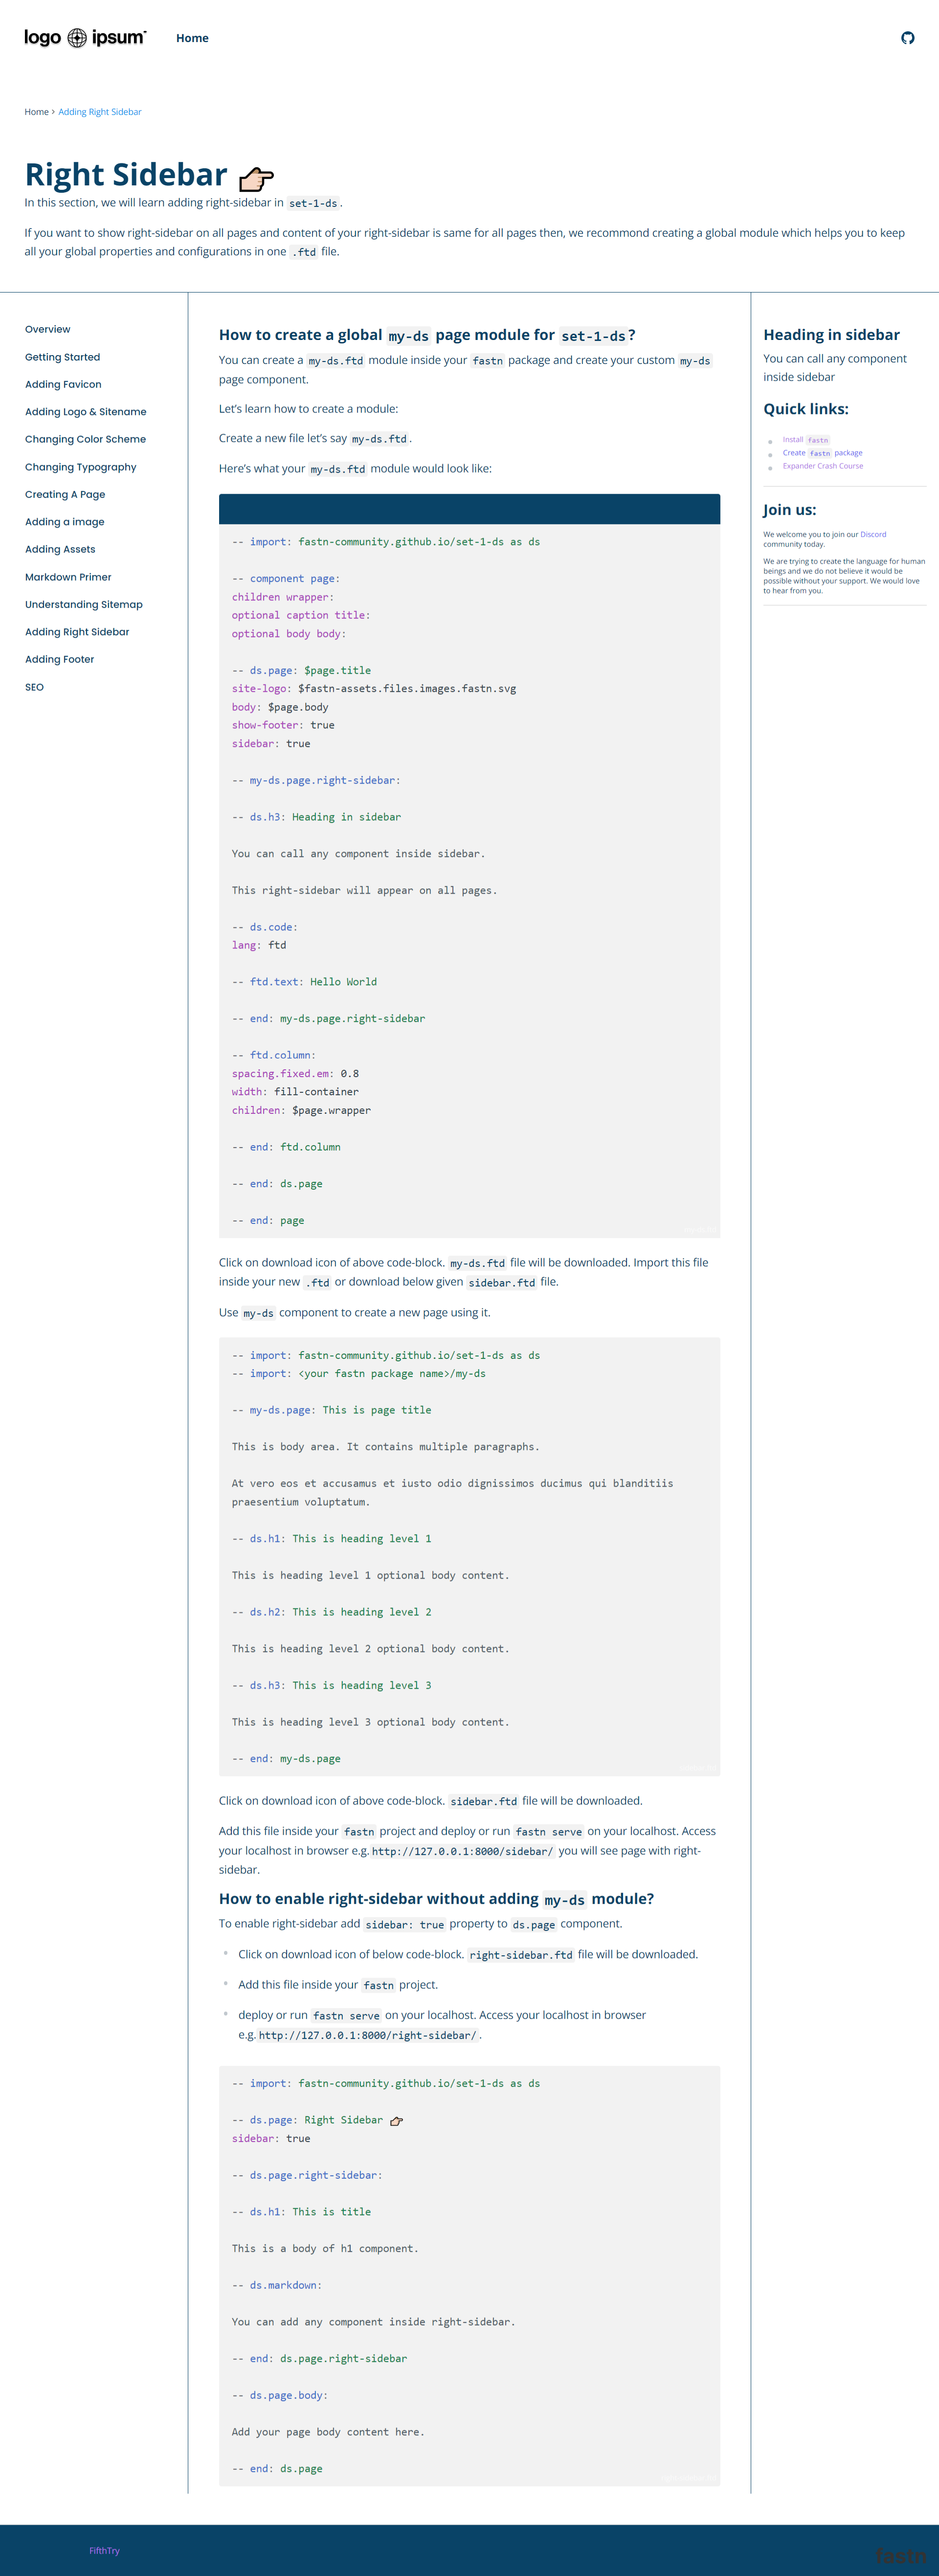 logo ipsum
Home
Home > Adding Right Sidebar
Right Sidebar 👉
In this section, we will learn adding right-sidebar in set-1-ds.
If you want to show right-sidebar on all pages and content of your right-sidebar is same for all pages then, we recommond creating a global module which helps you to keep
all your global properties and configurations in one .ftd file.
Overview
Getting Started
Adding Favicon
Adding Logo & Sitename
Changing Color Scheme
Changing Typography
Creating A Page
Adding a image
Adding Assets
Markdown Primer
Understanding Sitemap
Adding Right Sidebar
Adding Footer
SEO
How to create a global my-ds page module for set-1-ds?
You can create a my-ds.ftd module inside your fastn package and create your custom my-ds
page component.
Let's learn how to create a module:
Create a new file let's say my-ds.ftd.
Here's what your my-ds.ftd module would look like:
-- import: fastn-community.github.io/set-1-ds as ds
-- component page:
children wrapper:
optional caption title:
optional body body:
-- ds.page: $page.title
site-logo: $fastn-assets.files.images.fastn.svg
body: $page.body
show-footer: true
sidebar: true
-- my-ds.page.right-sidebar:
-- ds.h3: Heading in sidebar
You can call any component inside sidebar.
This right-sidebar will appear on all pages.
-- ds.code:
lang: ftd
-- ftd.text: Hello World
-- end: my-ds.page.right-sidebar
-- ftd.column:
spacing.fixed.em: 0.8
width: fill-container
children: $page.wrapper
-- end: ftd.column
-- end: ds.page
-- end: page
Click on download icon of above code-block. my-ds.ftd file will be downloaded. Import this file
inside your new .ftd or download below given sidebar.ftd file.
Use my-ds component to create a new page using it.
-- import: fastn-community.github.io/set-1-ds as ds
-- import: <your fastn package name>/my-ds
-- my-ds.page: This is page title
This is body area. It contains multiple paragraphs.
At vero eos et accusamus et iusto odio dignissimos ducimus qui blanditiis
praesentium voluptatum.
-- ds.h1: This is heading level 1
This is heading level 1 optional body content.
-- ds.h2: This is heading level 2
This is heading level 2 optional body content.
-- ds.h3: This is heading level 3
This is heading level 3 optional body content.
-- end: my-ds.page
Click on download icon of above code-block. sidebar.ftd file will be downloaded.
Add this file inside your fastn project and deploy or run fastn serve on your localhost. Access
your localhost in browser e.g. http://127.0.0.1:8000/sidebar/ you will see page with right-
sidebar.
How to enable right-sidebar without adding my-ds module?
To enable right-sidebar add sidebar: true property to ds.page component.
Click on download icon of below code-block. right-sidebar.ftd file will be downloaded.
Add this file inside your fastn project.
deploy or run fastn serve on your localhost. Access your localhost in browser
e.g. http://127.0.0.1:8000/right-sidebar/.
-- import: fastn-community.github.io/set-1-ds as ds
-- ds.page: Right Sidebar 👉
sidebar: true
-- ds.page.right-sidebar:
-- ds.h1: This is title
This is a body of h1 component.
-- ds.markdown:
You can add any component inside right-sidebar.
-- end: ds.page.right-sidebar
-- ds.page.body:
Add your page body content here.
-- end: ds.page
Heading in sidebar
You can call any component
inside sidebar
Quick links:
Install fastn
Create fastn package
Expander Crash Course
Join us:
We welcome you to join our Discord
community today.
We are trying to create the language for human
beings and we do not believe it would be
possible without your support. We would love
to hear from you.
FifthTry
fastn